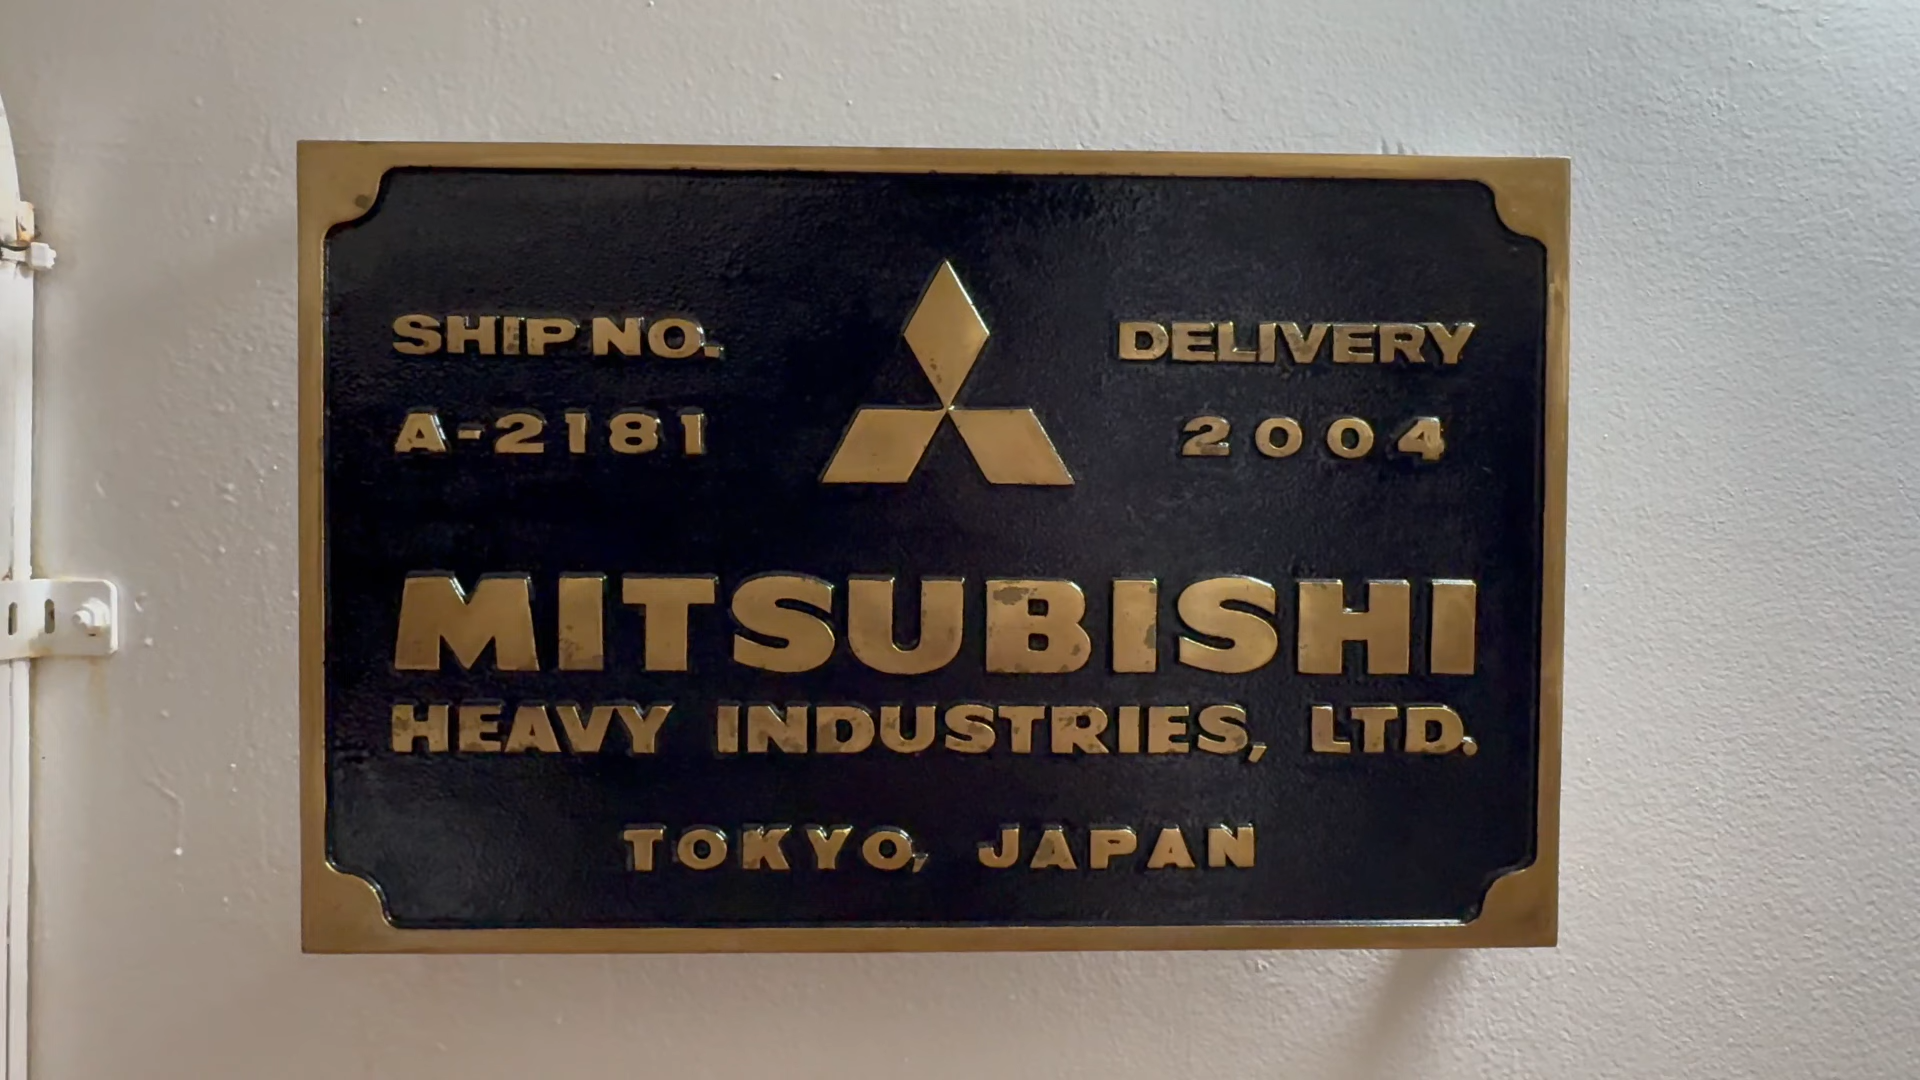 SHIP NO.
A-2181
DELIVERY
2004
MITSUBISHI
HEAVY INDUSTRIES, LTD.
TOKYO, JAPAN